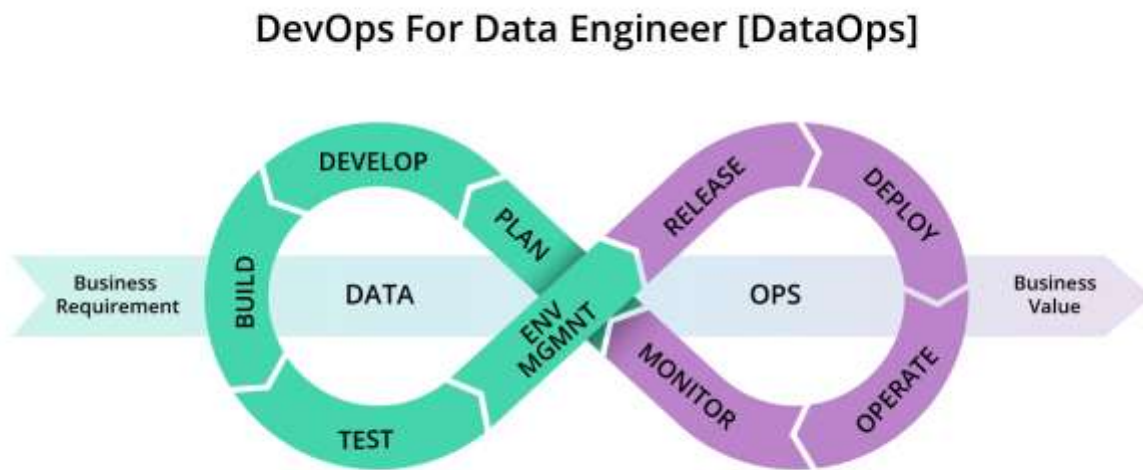 DevOps For Data Engineer [DataOps]
Business
Requirement
DATA
PLAN
DEVELOP
BUILD
TEST
ENV
MGMNT
RELEASE
DEPLOY
OPERATE
MONITOR
OPS
Business
Value